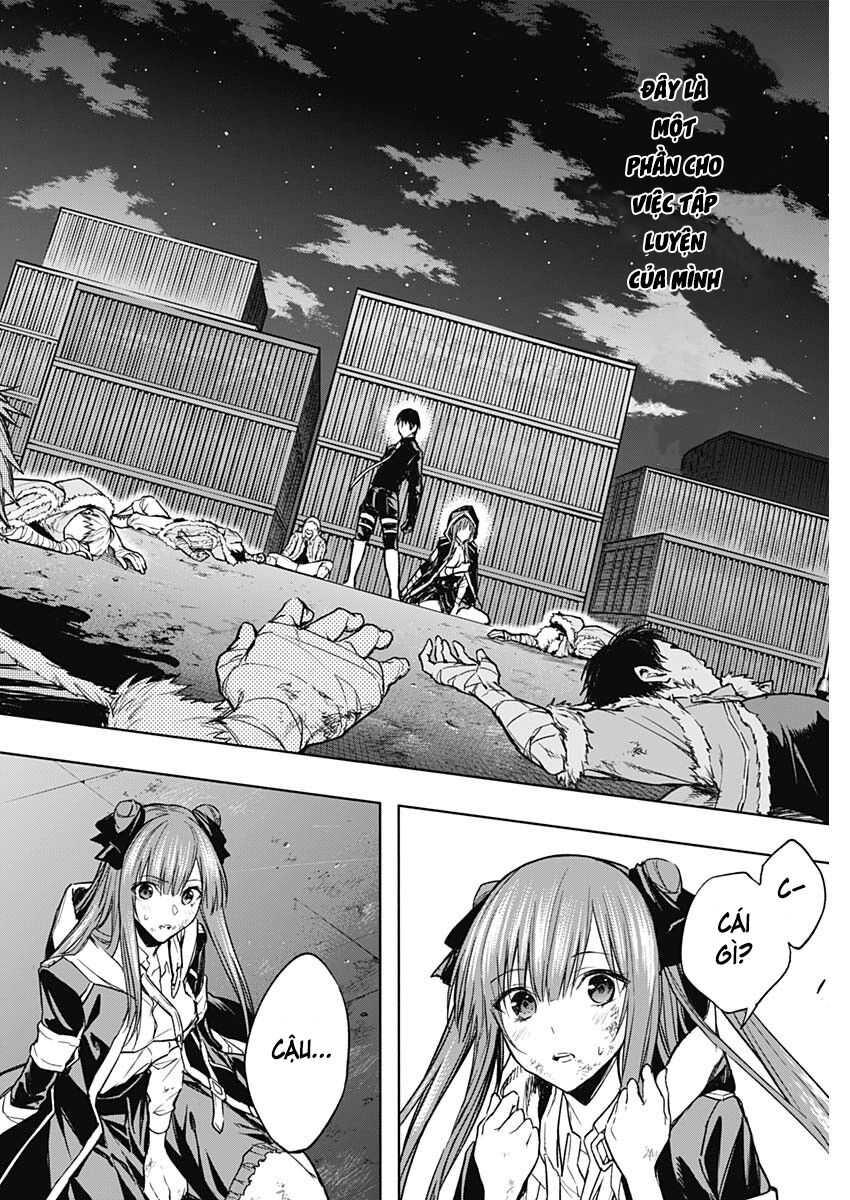 ĐÂY LÀ
MỘT
PHẦN CHO
VIỆC TẬP
LUYỆN
CỦA MÌNH
C-
CÁI
GÌ?
CẬU...